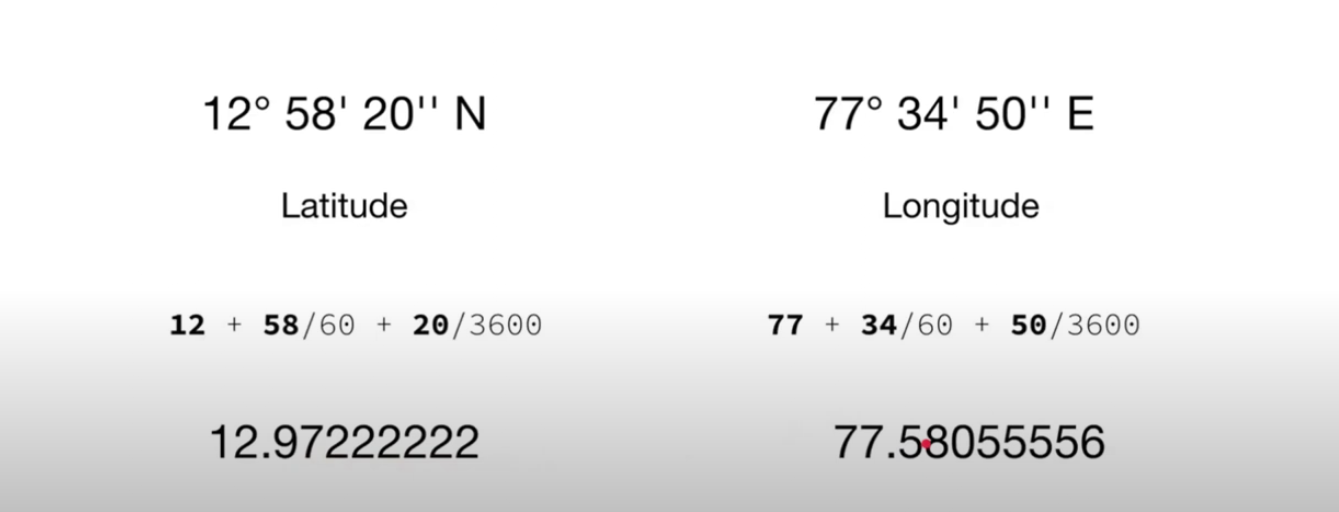 12° 58' 20'' N
77° 34' 50'' E
Latitude
Longitude
12 + 58/60 + 20/3600
77 + 34/60 + 50/3600
12.97222222
77.58055556